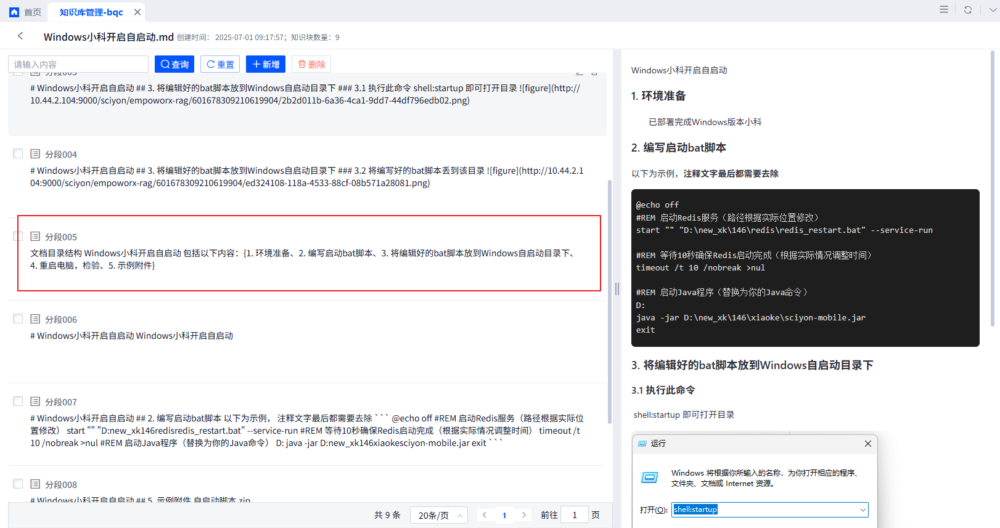 首页
知识库管理-bqc
Windows小科开启自启动.md 创建时间： 2025-07-01 09:17:57；知识块数量：9
请输入内容
查询
重置
新增
删除
# Windows小科开启自启动 ## 3. 将编辑好的bat脚本放到Windows自启动目录下 ### 3.1 执行此命令 shell:startup 即可打开目录 ![figure](http://
10.44.2.104:9000/sciyon/empoworx-rag/601678309210619904/2b2d011b-6a36-4ca1-9dd7-44df796edb02.png)
分段004
# Windows小科开启自启动 ## 3. 将编辑好的bat脚本放到Windows自启动目录下 ### 3.2 将编写好的bat脚本丢到该目录 ![figure](http://10.44.2.1
04:9000/sciyon/empoworx-rag/601678309210619904/ed324108-118a-4533-88cf-08b571a28081.png)
分段005
文档目录结构 Windows小科开启自启动 包括以下内容：{1. 环境准备、2. 编写启动bat脚本、3. 将编辑好的bat脚本放到Windows自启动目录下、
4. 重启电脑，检验、5. 示例附件}
分段006
# Windows小科开启自启动 Windows小科开启自启动
分段007
# Windows小科开启自启动 ## 2. 编写启动bat脚本 以下为示例， 注释文字最后都需要去除 ``` @echo off #REM 启动Redis服务（路径根据实际位
置修改） start "" "D:new_xk146redisredis_restart.bat" --service-run #REM 等待10秒确保Redis启动完成（根据实际情况调整时间） timeout /t
10 /nobreak >nul #REM 启动Java程序（替换为你的Java命令） D: java -jar D:new_xk146xiaokesciyon-mobile.jar exit ```
分段008
# Windows小科开启自启动 ## 5. 示例附件 自启动脚本.zip
共 9 条
20条/页
1
前往 1 页
Windows小科开启自启动
1. 环境准备
已部署完成Windows版本小科
2. 编写启动bat脚本
以下为示例，注释文字最后都需要去除
@echo off
#REM 启动Redis服务（路径根据实际位置修改）
start "" "D:\new_xk\146\redis\redis_restart.bat" --service-run
#REM 等待10秒确保Redis启动完成（根据实际情况调整时间）
timeout /t 10 /nobreak >nul
#REM 启动Java程序（替换为你的Java命令）
D:
java -jar D:\new_xk\146\xiaoke\sciyon-mobile.jar
exit
3. 将编辑好的bat脚本放到Windows自启动目录下
3.1 执行此命令
shell:startup 即可打开目录
运行
Windows 将根据你所输入的名称，为你打开相应的程序、
文件夹、文档或 Internet 资源。
打开(O):
shell:startup